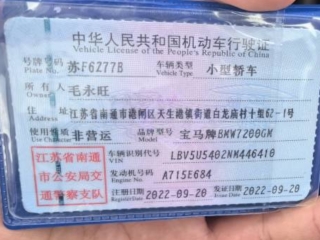 中华人民共和国机动车行驶证
Vehicle License of the People's Republic of China
号牌号码 苏F6Z77B 车辆类型 小型轿车
Plate No. Vehicle Type
所有人 毛永旺
住址 江苏省南通市港闸区天生港镇街道白龙庙村十组62-1号
使用性质 非营运 品牌型号 宝马牌BMW7200GM
江苏省南通市公安局交通警察支队
车辆识别代号 LBV5U5402NM446410
VIN
发动机号码 A715E684
Engine No.
注册日期 2022-09-20 发证日期 2022-09-20